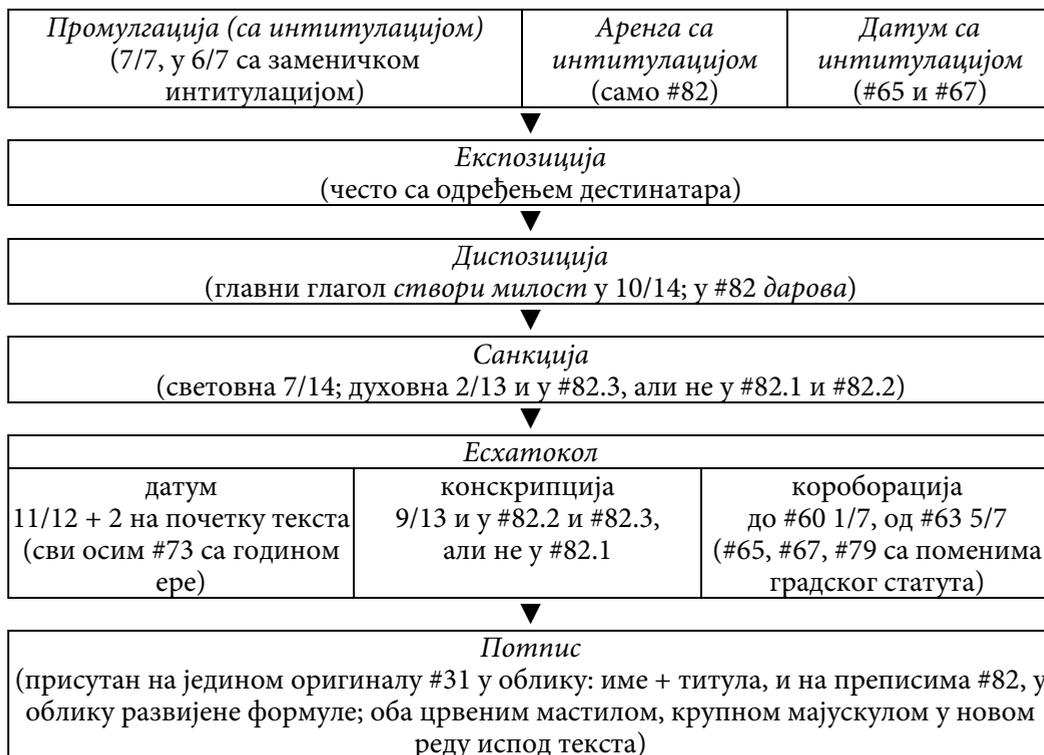 Промулгација (са интитулацијом)
(7/7, у 6/7 са заменичком
интитулацијом)
Аренга са
интитулацијом
(само #82)
Датум са
интитулацијом
(#65 и #67)
Експозиција
(често са одређењем дестинатара)
Диспозиција
(главни глагол створи милост у 10/14; у #82 дарова)
Санкција
(световна 7/14; духовна 2/13 и у #82.3, али не у #82.1 и #82.2)
Есхатокол
датум
11/12 + 2 на почетку текста
(сви осим #73 са годином
ере)
конскрипција
9/13 и у #82.2 и #82.3,
али не у #82.1
короборација
до #60 1/7, од #63 5/7
(#65, #67, #79 са поменима
градског статута)
Потпис
(присутан на једином оригиналу #31 у облику: име + титула, и на преписима #82, у
облику развијене формуле; оба црвеним мастилом, крупном мајускулом у новом
реду испод текста)